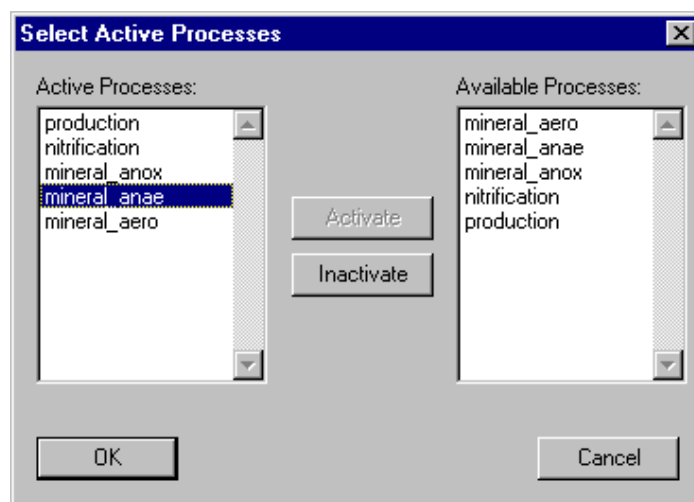 Select Active Processes
Active Processes:
production
nitrification
mineral_anox
mineral_anae
mineral_aero
Activate
Inactivate
Available Processes:
mineral_aero
mineral_anae
mineral_anox
nitrification
production
OK
Cancel